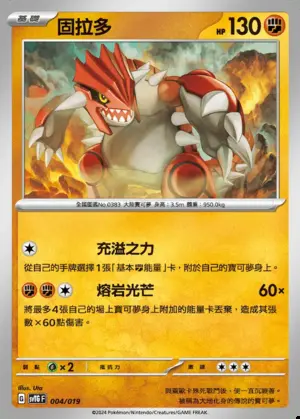 基礎 固拉多 HP 130
全國圖鑑No.0383 大陸寶可夢 身高:3.5m 體重:950.0kg
充溢之力
從自己的手牌選擇1張「基本能量」卡,附於自己的寶可夢身上。
熔岩光芒 60×
將最多4張自己的寶可夢身上附加的能量卡丟棄,造成其張數×60點傷害。
弱點 ×2 抵抗力 撤退
illus. Uta
G 004/019
©2024 Pokémon/Nintendo/Creatures/GAME FREAK.